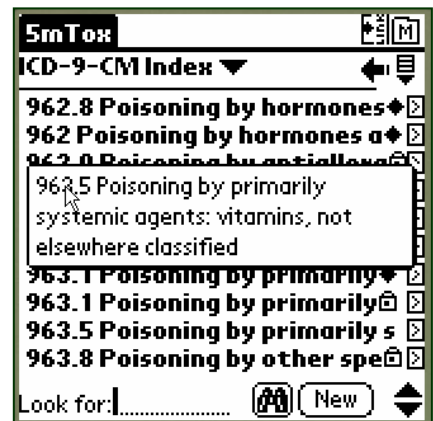 5mTox
M
ICD-9-CM Index
962.8 Poisoning by hormones
962 Poisoning by hormones a
963.5 Poisoning by primarily
systemic agents: vitamins, not
elsewhere classified
963.1 Poisoning by primarily
963.1 Poisoning by primarily
963.5 Poisoning by primarily s
963.8 Poisoning by other spe
Look for:
New